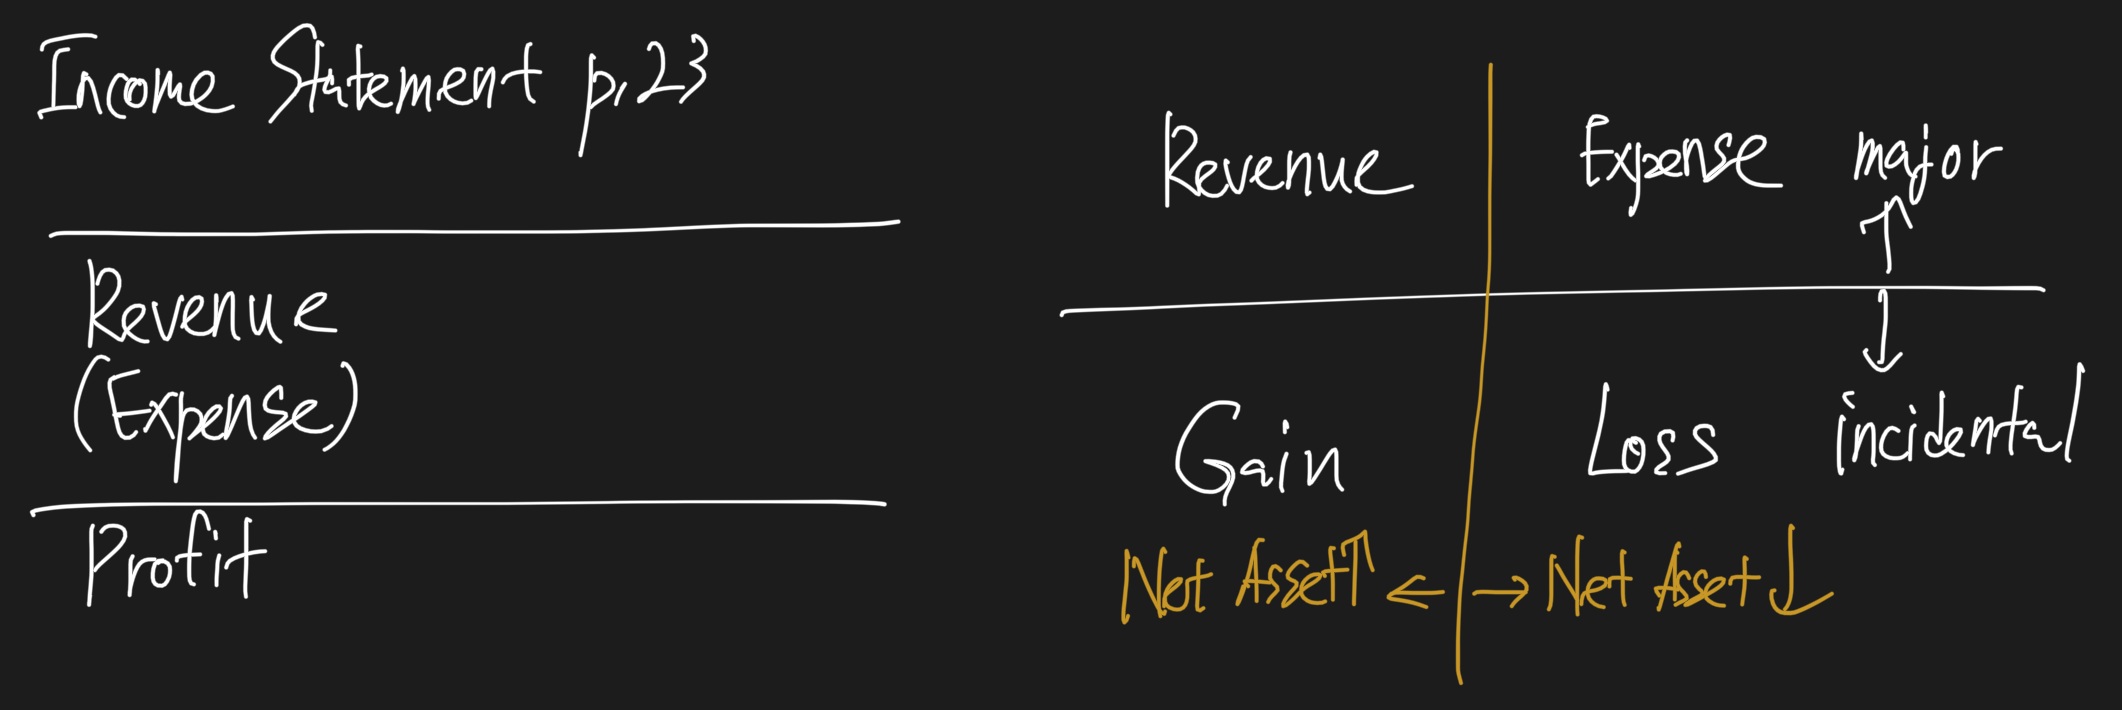 Income Statement p.23
Revenue
(Expense)
Profit
Revenue Expense major
↑
↓
Gain Loss incidental
Net Asset↑ ← → Net Asset↓